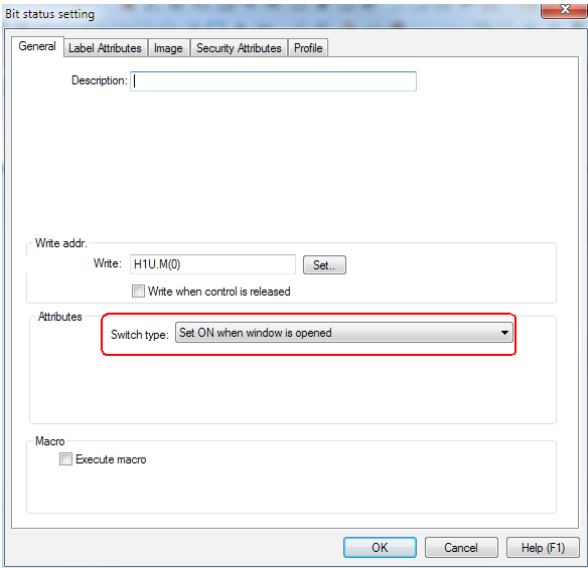 Bit status setting
General Label Attributes Image Security Attributes Profile
Description:
Write addr.
Write: H1U.M(0) Set..
Write when control is released
Attributes
Switch type: Set ON when window is opened
Macro
Execute macro
OK Cancel Help (F1)